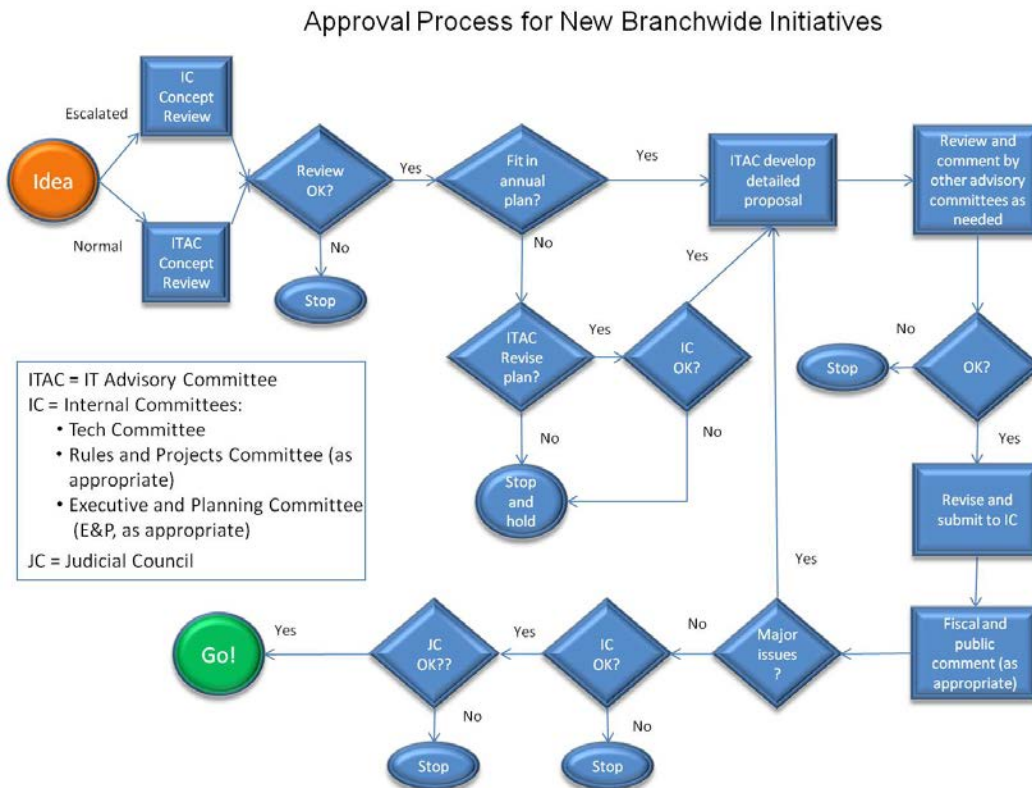 Approval Process for New Branchwide Initiatives
IC
Concept
Review
Escalated
Idea
Normal
ITAC
Concept
Review
Review
OK?
Yes
No
Stop
Fit in
annual
plan?
Yes
No
ITAC develop
detailed
proposal
Review and
comment by
other advisory
committees as
needed
ITAC
Revise
plan?
Yes
No
IC
OK?
Yes
No
Stop
and
hold
OK?
No
Stop
Yes
Revise and
submit to IC
Fiscal and
public
comment (as
appropriate)
Major
issues
?
Yes
No
IC
OK?
Yes
No
Stop
JC
OK??
Yes
No
Stop
Go!
ITAC = IT Advisory Committee
IC = Internal Committees:
• Tech Committee
• Rules and Projects Committee (as
appropriate)
• Executive and Planning Committee
(E&P, as appropriate)
JC = Judicial Council